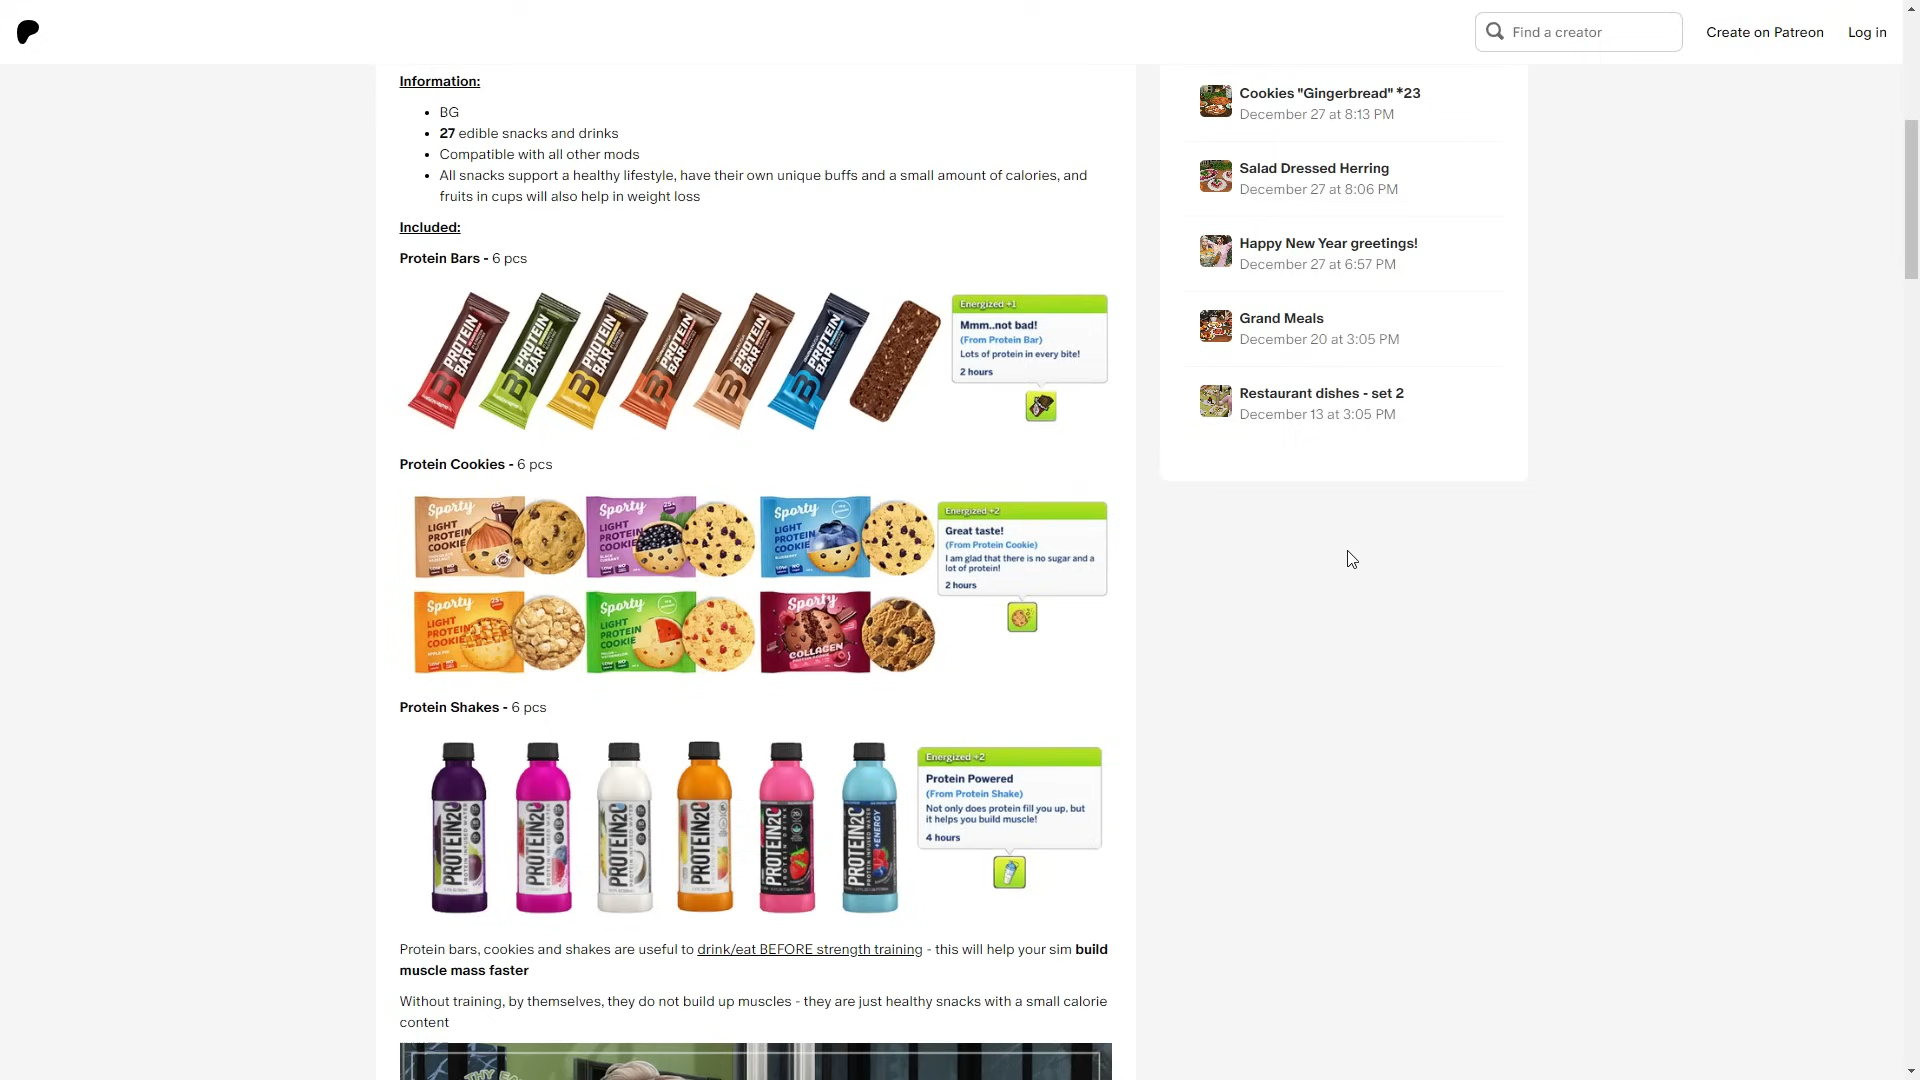 Find a creator
Create on Patreon
Log in
Information:
BG
27 edible snacks and drinks
Compatible with all other mods
All snacks support a healthy lifestyle, have their own unique buffs and a small amount of calories, and
fruits in cups will also help in weight loss
Included:
Protein Bars - 6 pcs
PROTEIN BAR
PROTEIN BAR
PROTEIN BAR
PROTEIN BAR
PROTEIN BAR
PROTEIN BAR
Energized +1
Mmm..not bad!
(From Protein Bar)
Lots of protein in every bite!
2 hours
Protein Cookies - 6 pcs
Sporty
LIGHT
PROTEIN
COOKIE
Sporty
LIGHT
PROTEIN
COOKIE
Sporty
LIGHT
PROTEIN
COOKIE
Energized +2
Great taste!
(From Protein Cookie)
I am glad that there is no sugar and a
lot of protein!
2 hours
Sporty
LIGHT
PROTEIN
COOKIE
Sporty
LIGHT
PROTEIN
COOKIE
Sporty
COLLAGEN
Protein Shakes - 6 pcs
PROTEIN2O
PROTEIN2O
PROTEIN2O
PROTEIN2O
PROTEIN2O
PROTEIN2O
+ENERGY
Energized +2
Protein Powered
(From Protein Shake)
Not only does protein fill you up, but
it helps you build muscle!
4 hours
Protein bars, cookies and shakes are useful to drink/eat BEFORE strength training - this will help your sim build
muscle mass faster
Without training, by themselves, they do not build up muscles - they are just healthy snacks with a small calorie
content
Cookies "Gingerbread" *23
December 27 at 8:13 PM
Salad Dressed Herring
December 27 at 8:06 PM
Happy New Year greetings!
December 27 at 6:57 PM
Grand Meals
December 20 at 3:05 PM
Restaurant dishes - set 2
December 13 at 3:05 PM